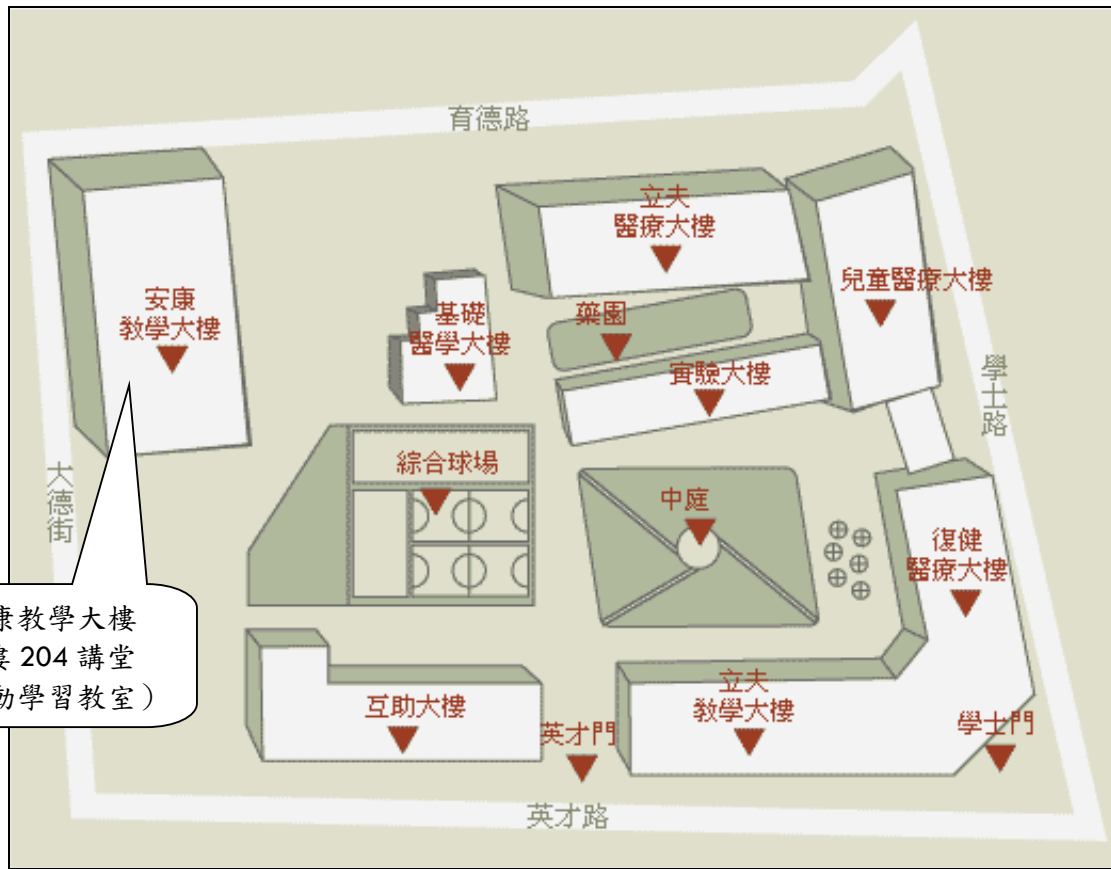 育德路
立夫
醫療大樓
兒童醫療大樓
安康
教學大樓
基礎
醫學大樓
藥園
實驗大樓
學士路
綜合球場
中庭
大德街
復健
醫療大樓
康教學大樓
204 講堂
動學習教室）
互助大樓
英才門
立夫
教學大樓
學士門
英才路